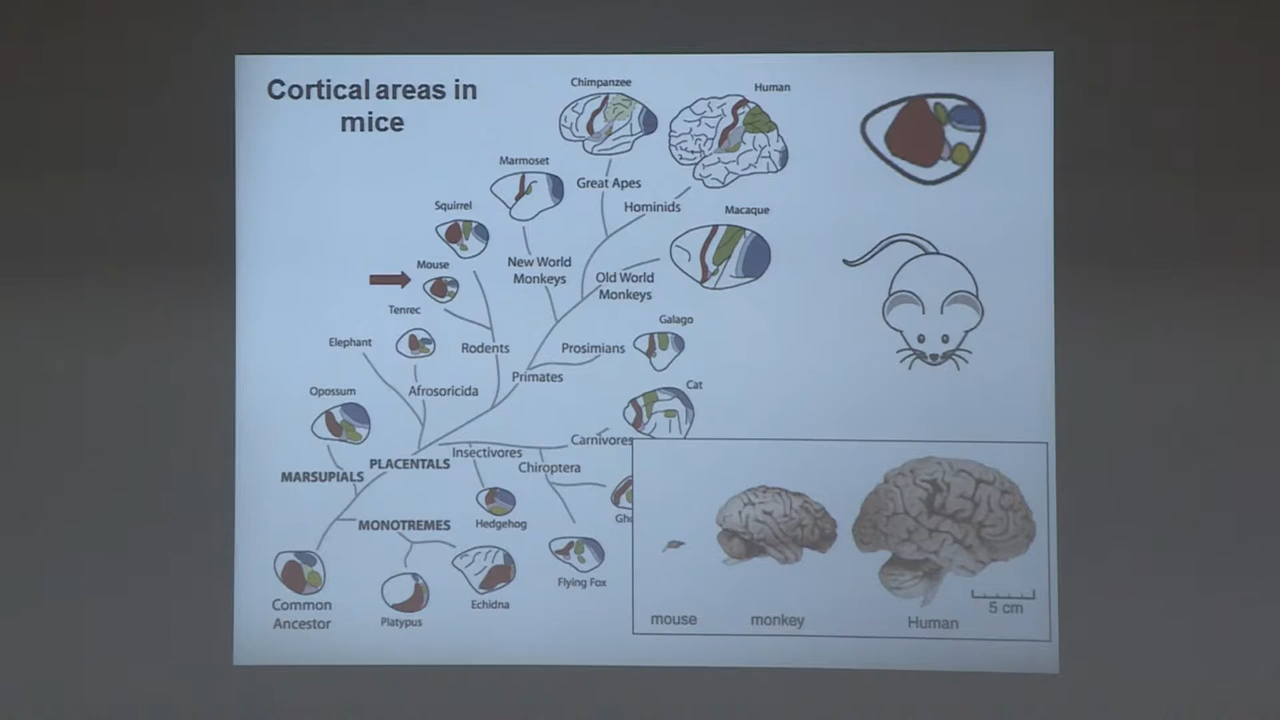 Cortical areas in
mice
Chimpanzee
Human
Marmoset
Great Apes
Hominids
Squirrel
Macaque
Mouse
New World
Monkeys
Old World
Monkeys
Tenrec
Galago
Elephant
Rodents
Prosimians
Primates
Opossum
Afrosoricida
Cat
Carnivores
Insectivores
PLACENTALS
Chiroptera
MARSUPIALS
MONOTREMES
Hedgehog
Flying Fox
Common
Ancestor
Platypus
Echidna
5 cm
mouse
monkey
Human